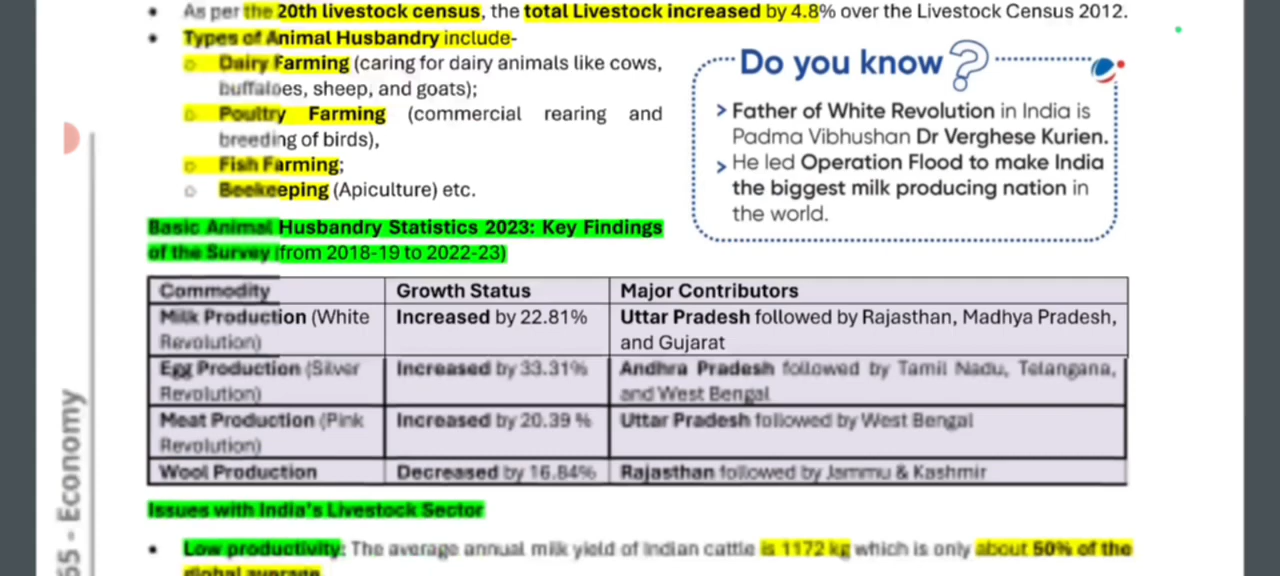 • As per the 20th livestock census, the total Livestock increased by 4.8% over the Livestock Census 2012.
• Types of Animal Husbandry include-
o Dairy Farming (caring for dairy animals like cows,
buffaloes, sheep, and goats);
o Poultry Farming (commercial rearing and
breeding of birds),
o Fish Farming;
o Beekeeping (Apiculture) etc.
Do you know ?
> Father of White Revolution in India is
Padma Vibhushan Dr Verghese Kurien.
> He led Operation Flood to make India
the biggest milk producing nation in
the world.
Basic Animal Husbandry Statistics 2023: Key Findings
of the Survey (from 2018-19 to 2022-23)
Commodity Growth Status Major Contributors
Milk Production (White Increased by 22.81% Uttar Pradesh followed by Rajasthan, Madhya Pradesh,
Revolution) and Gujarat
Egg Production (Silver Increased by 33.31% Andhra Pradesh followed by Tamil Nadu, Telangana,
Revolution) and West Bengal
Meat Production (Pink Increased by 20.39 % Uttar Pradesh followed by West Bengal
Revolution)
Wool Production Decreased by 16.84% Rajasthan followed by Jammu & Kashmir
Issues with India's Livestock Sector
• Low productivity: The average annual milk yield of Indian cattle is 1172 kg which is only about 50% of the
global average.
55 - Economy